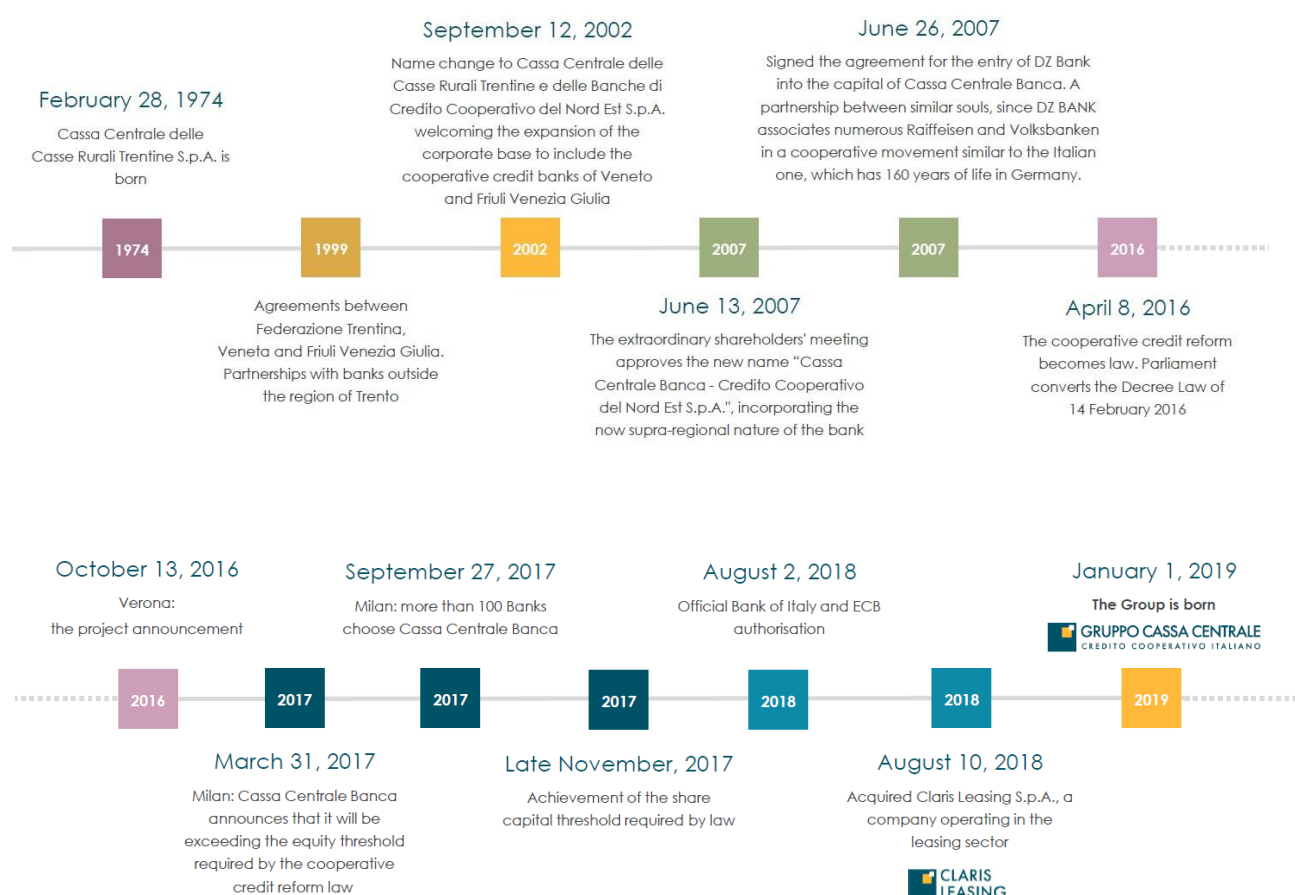 February 28, 1974
Cassa Centrale delle
Casse Rurali Trentine S.p.A. is
born
September 12, 2002
Name change to Cassa Centrale delle
Casse Rurali Trentine e delle Banche di
Credito Cooperativo del Nord Est S.p.A.
welcoming the expansion of the
corporate base to include the
cooperative credit banks of Veneto
and Friuli Venezia Giulia
June 26, 2007
Signed the agreement for the entry of DZ Bank
into the capital of Cassa Centrale Banca. A
partnership between similar souls, since DZ BANK
associates numerous Raiffeisen and Volksbanken
in a cooperative movement similar to the Italian
one, which has 160 years of life in Germany.
1974
1999
2002
2007
2007
2016
Agreements between
Federazione Trentina,
Veneta and Friuli Venezia Giulia.
Partnerships with banks outside
the region of Trento
June 13, 2007
The extraordinary shareholders' meeting
approves the new name "Cassa
Centrale Banca - Credito Cooperativo
del Nord Est S.p.A.", incorporating the
now supra-regional nature of the bank
April 8, 2016
The cooperative credit reform
becomes law. Parliament
converts the Decree Law of
14 February 2016
October 13, 2016
Verona:
the project announcement
September 27, 2017
Milan: more than 100 Banks
choose Cassa Centrale Banca
August 2, 2018
Official Bank of Italy and ECB
authorisation
January 1, 2019
The Group is born
GRUPPO CASSA CENTRALE
CREDITO COOPERATIVO ITALIANO
2016
2017
2017
2017
2018
2018
2019
March 31, 2017
Milan: Cassa Centrale Banca
announces that it will be
exceeding the equity threshold
required by the cooperative
credit reform law
Late November, 2017
Achievement of the share
capital threshold required by law
August 10, 2018
Acquired Claris Leasing S.p.A., a
company operating in the
leasing sector
CLARIS
LEASING